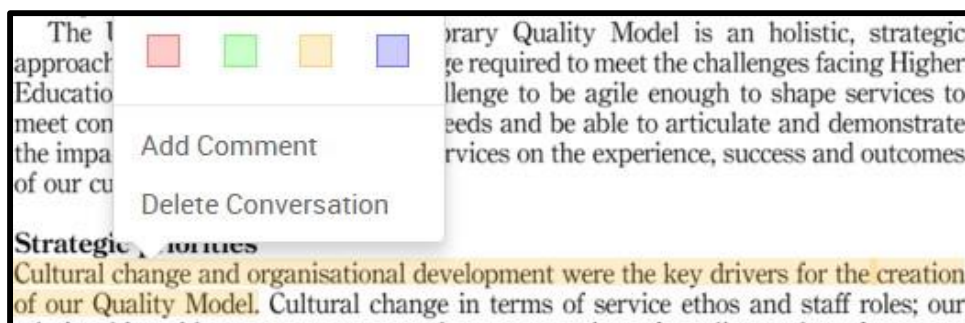 The
prary Quality Model is an holistic, strategic
approach
ge required to meet the challenges facing Higher
Educatio
llenge to be agile enough to shape services to
meet con
eeds and be able to articulate and demonstrate
the impa
rvices on the experience, success and outcomes
of our cu
Add Comment
Delete Conversation
Strategic priorities
Cultural change and organisational development were the key drivers for the creation
of our Quality Model. Cultural change in terms of service ethos and staff roles; our